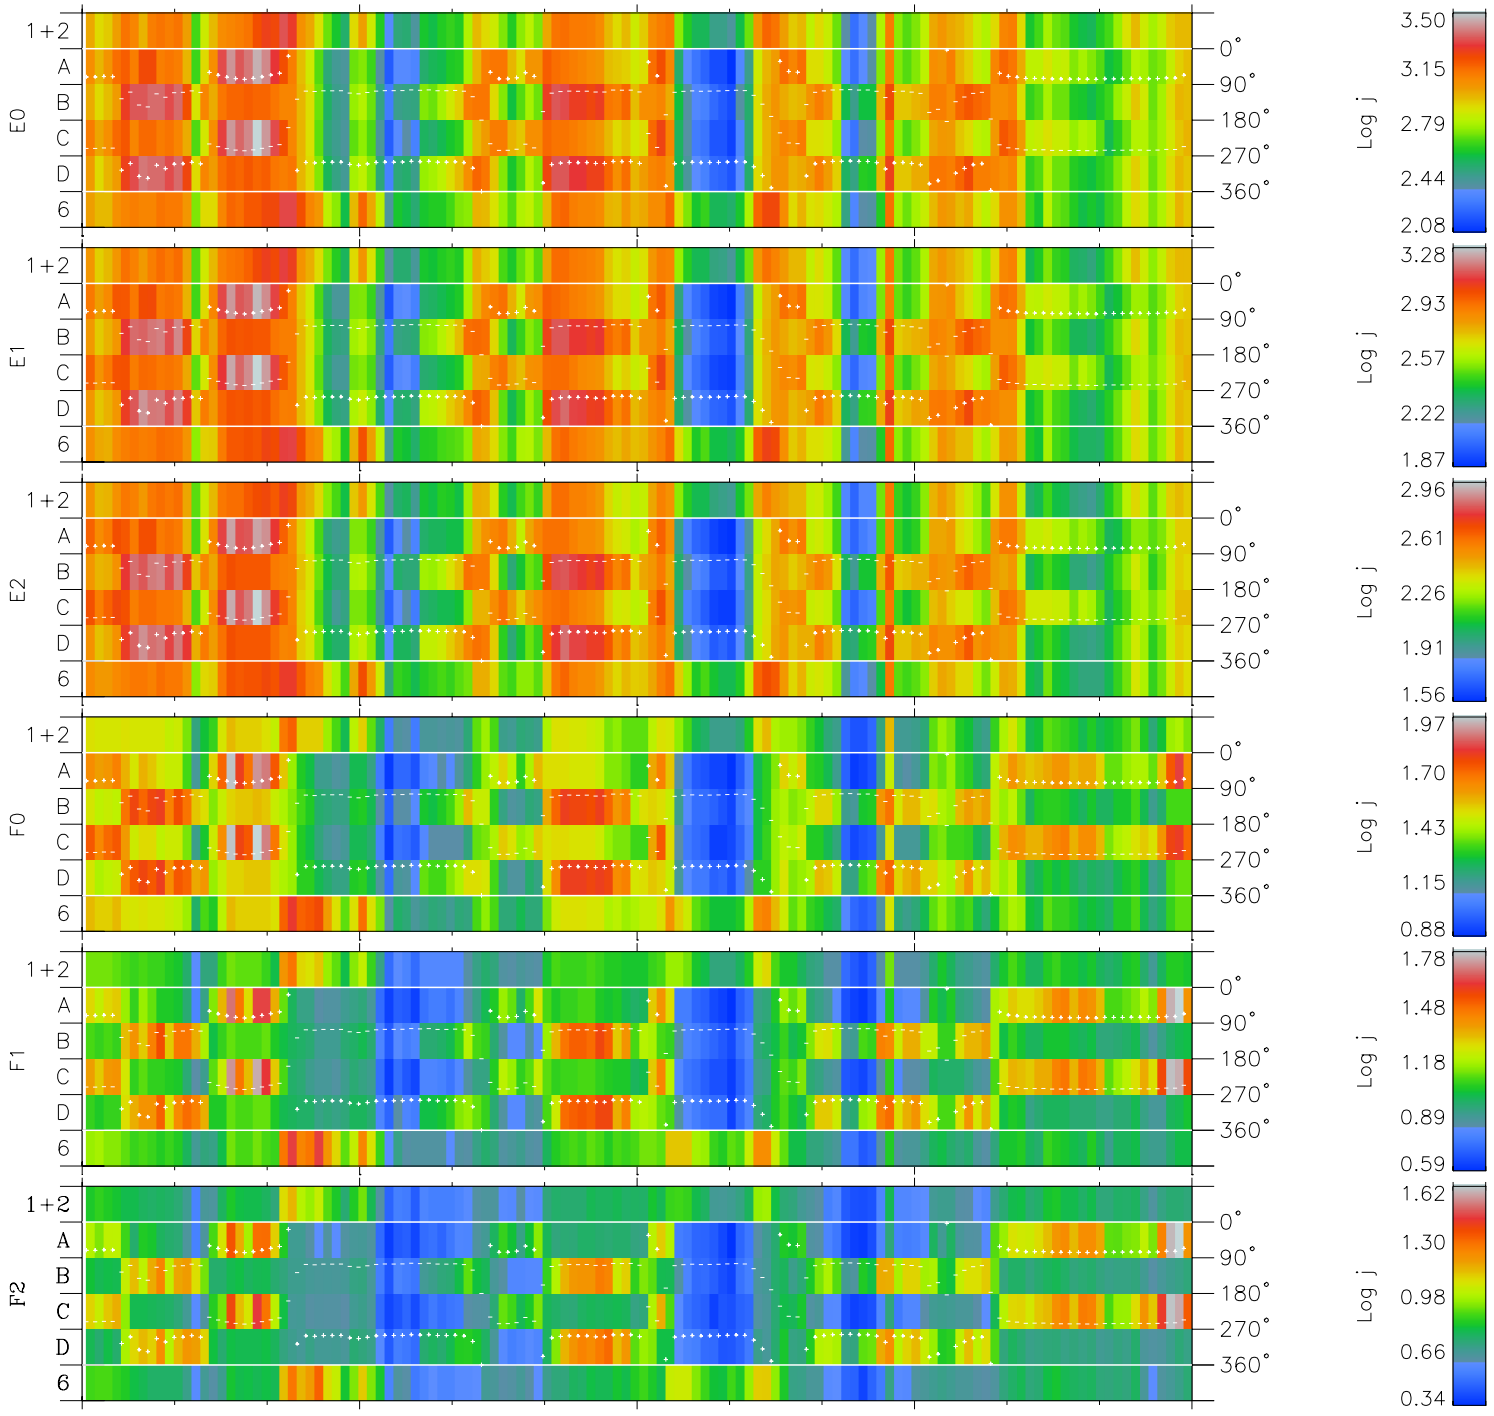 E0
1+2
A
B
C
D
6
0°
90°
180°
270°
360°
Log j
3.50
3.15
2.79
2.44
2.08
E1
1+2
A
B
C
D
6
0°
90°
180°
270°
360°
Log j
3.28
2.93
2.57
2.22
1.87
E2
1+2
A
B
C
D
6
0°
90°
180°
270°
360°
Log j
2.96
2.61
2.26
1.91
1.56
F0
1+2
A
B
C
D
6
0°
90°
180°
270°
360°
Log j
1.97
1.70
1.43
1.15
0.88
F1
1+2
A
B
C
D
6
0°
90°
180°
270°
360°
Log j
1.78
1.48
1.18
0.89
0.59
F2
1+2
A
B
C
D
6
0°
90°
180°
270°
360°
Log j
1.62
1.30
0.98
0.66
0.34